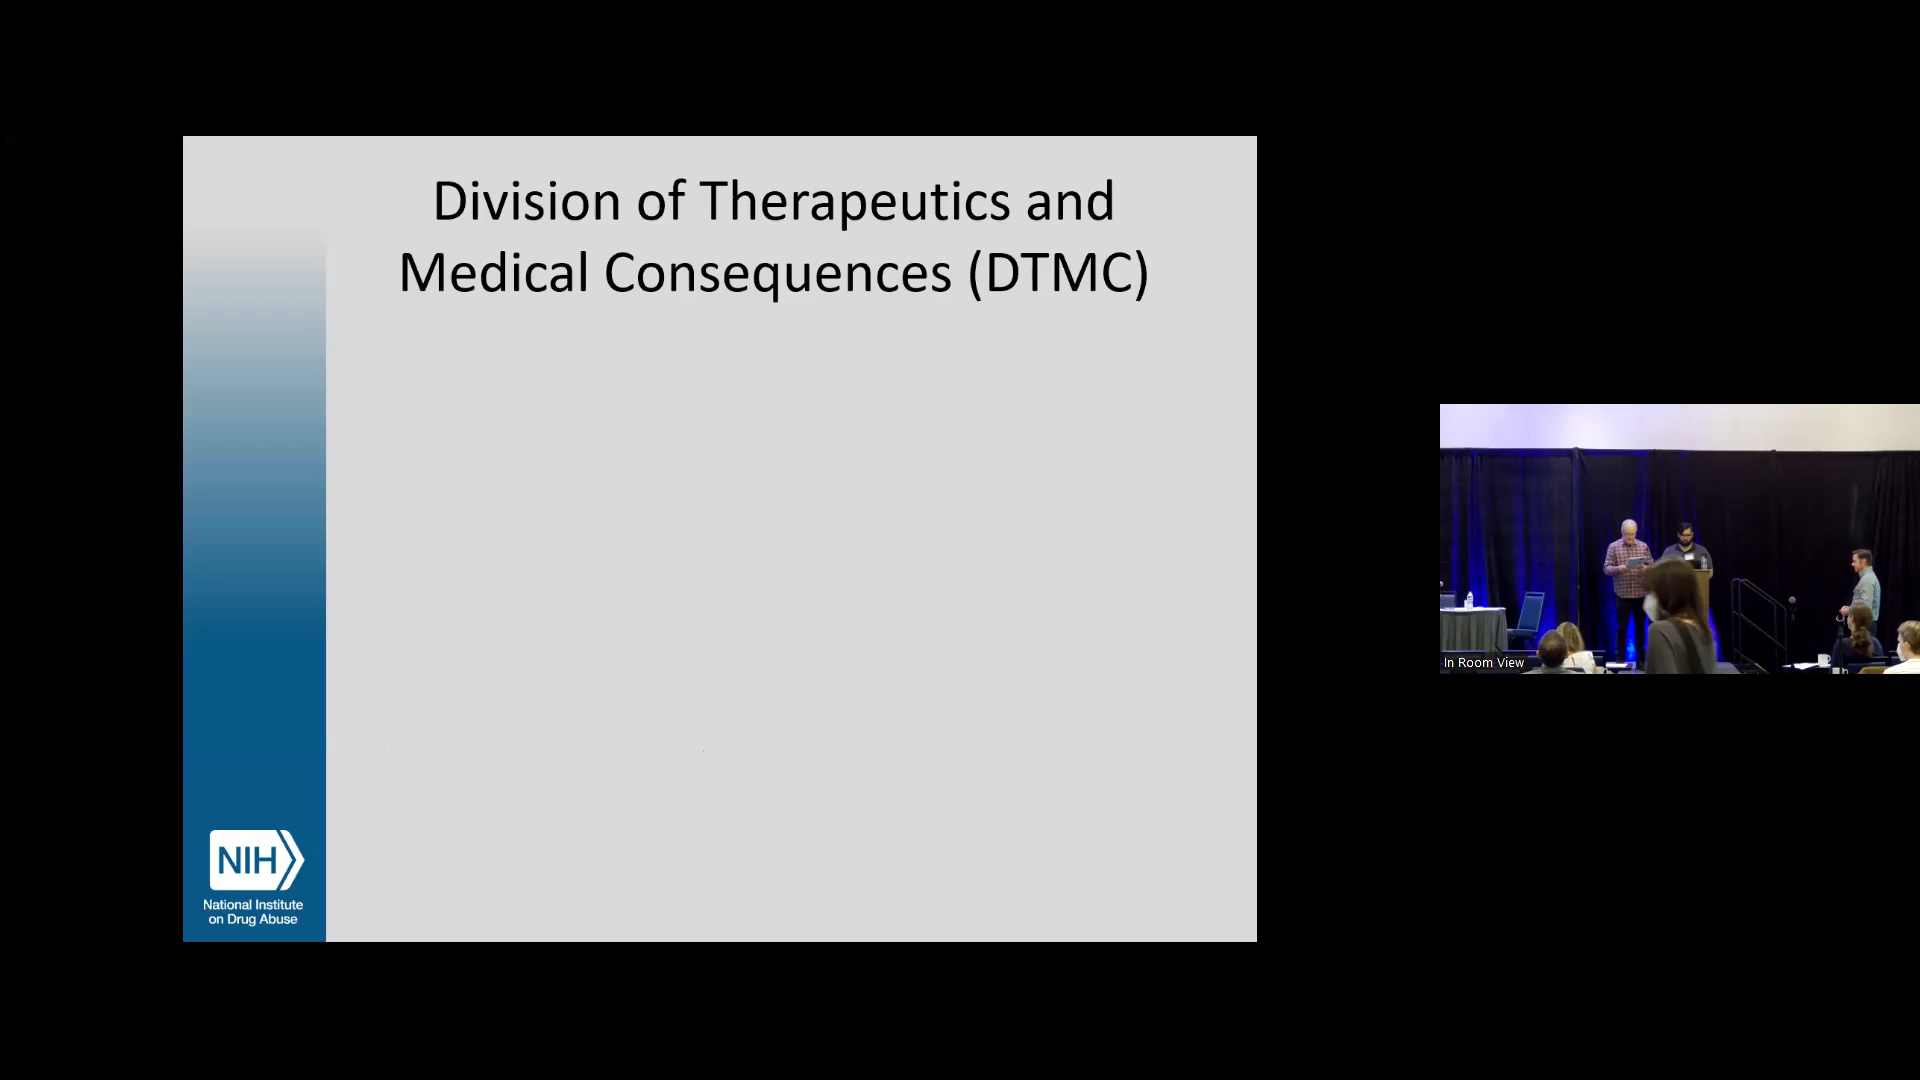 Division of Therapeutics and
Medical Consequences (DTMC)
NIH
National Institute
on Drug Abuse
In Room View